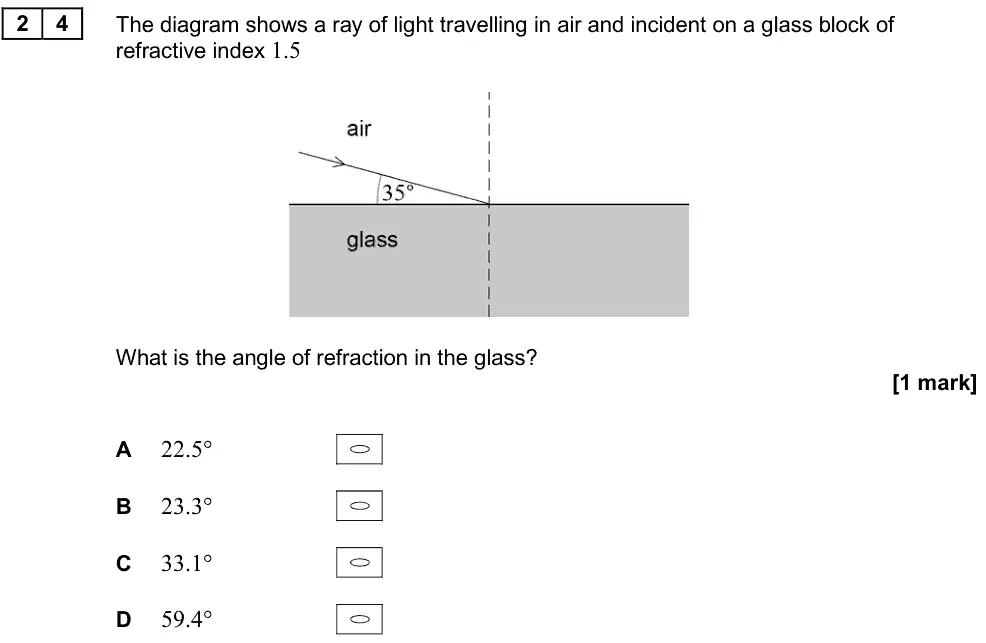 2 4 The diagram shows a ray of light travelling in air and incident on a glass block of
refractive index 1.5
air
35°
glass
What is the angle of refraction in the glass?
[1 mark]
A 22.5°
B 23.3°
C 33.1°
D 59.4°